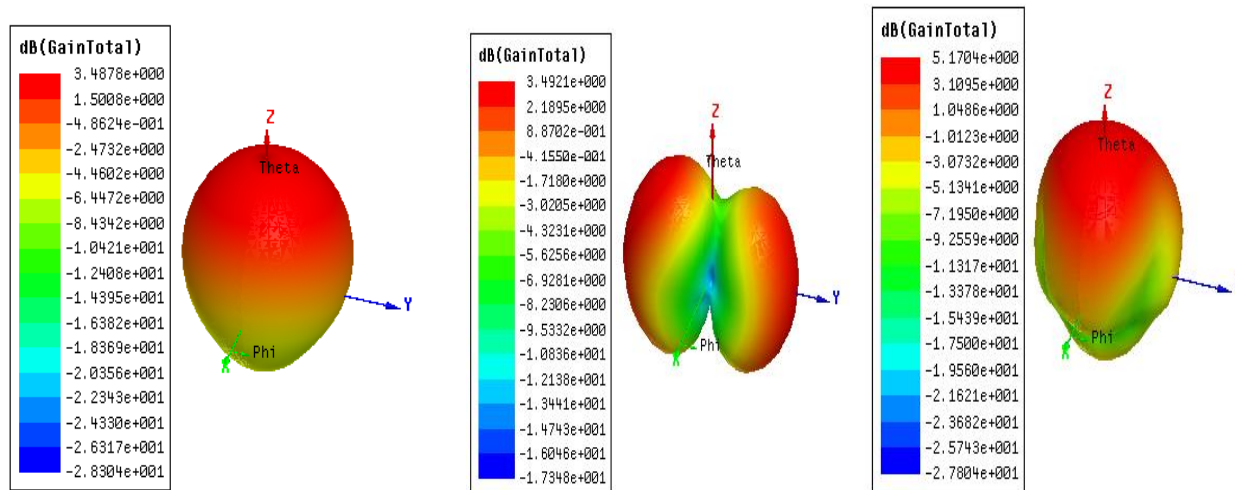 dB(GainTotal)
3.4878e+000
1.5008e+000
-4.8624e-001
-2.4732e+000
-4.4602e+000
-6.4472e+000
-8.4342e+000
-1.0421e+001
-1.2408e+001
-1.4395e+001
-1.6382e+001
-1.8369e+001
-2.0356e+001
-2.2343e+001
-2.4330e+001
-2.6317e+001
-2.8304e+001
Z
Theta
Y
Phi
X
dB(GainTotal)
3.4921e+000
2.1895e+000
8.8702e-001
-4.1550e-001
-1.7180e+000
-3.0205e+000
-4.3231e+000
-5.6256e+000
-6.9281e+000
-8.2306e+000
-9.5332e+000
-1.0836e+001
-1.2138e+001
-1.3441e+001
-1.4743e+001
-1.6046e+001
-1.7348e+001
Z
Theta
Y
Phi
X
dB(GainTotal)
5.1704e+000
3.1095e+000
1.0486e+000
-1.0123e+000
-3.0732e+000
-5.1341e+000
-7.1950e+000
-9.2559e+000
-1.1317e+001
-1.3378e+001
-1.5439e+001
-1.7500e+001
-1.9560e+001
-2.1621e+001
-2.3682e+001
-2.5743e+001
-2.7804e+001
Z
Theta
Phi
X